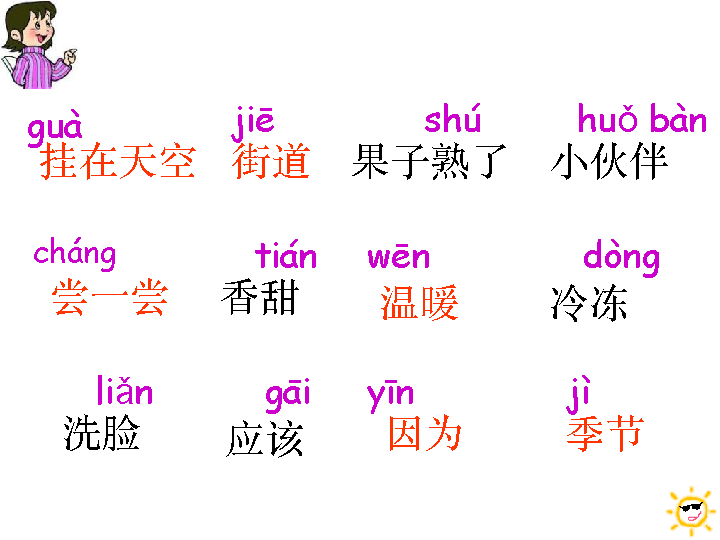 guà jiē shú huǒ bàn
挂在天空 街道 果子熟了 小伙伴
cháng tián wēn dòng
尝一尝 香甜 温暖 冷冻
liǎn gāi yīn jì
洗脸 应该 因为 季节